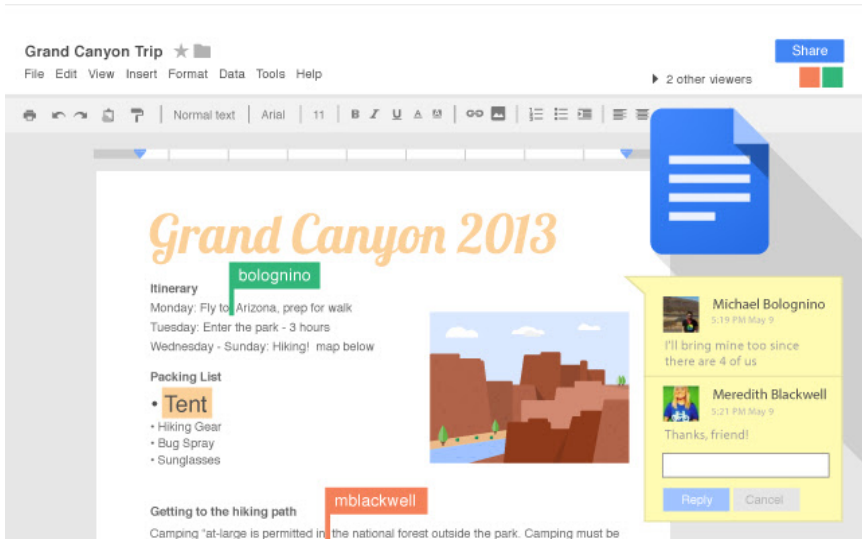 Grand Canyon Trip
Share
File Edit View Insert Format Data Tools Help
2 other viewers
Normal text Arial 11 B I U A
Grand Canyon 2013
bolognino
Itinerary
Monday: Fly to Arizona, prep for walk
Tuesday: Enter the park - 3 hours
Wednesday - Sunday: Hiking! map below
Packing List
• Tent
• Hiking Gear
• Bug Spray
• Sunglasses
Michael Bolognino
5:19 PM May 9
I'll bring mine too since
there are 4 of us
Meredith Blackwell
5:21 PM May 9
Thanks, friend!
Reply Cancel
mblackwell
Getting to the hiking path
Camping "at-large is permitted in the national forest outside the park. Camping must be